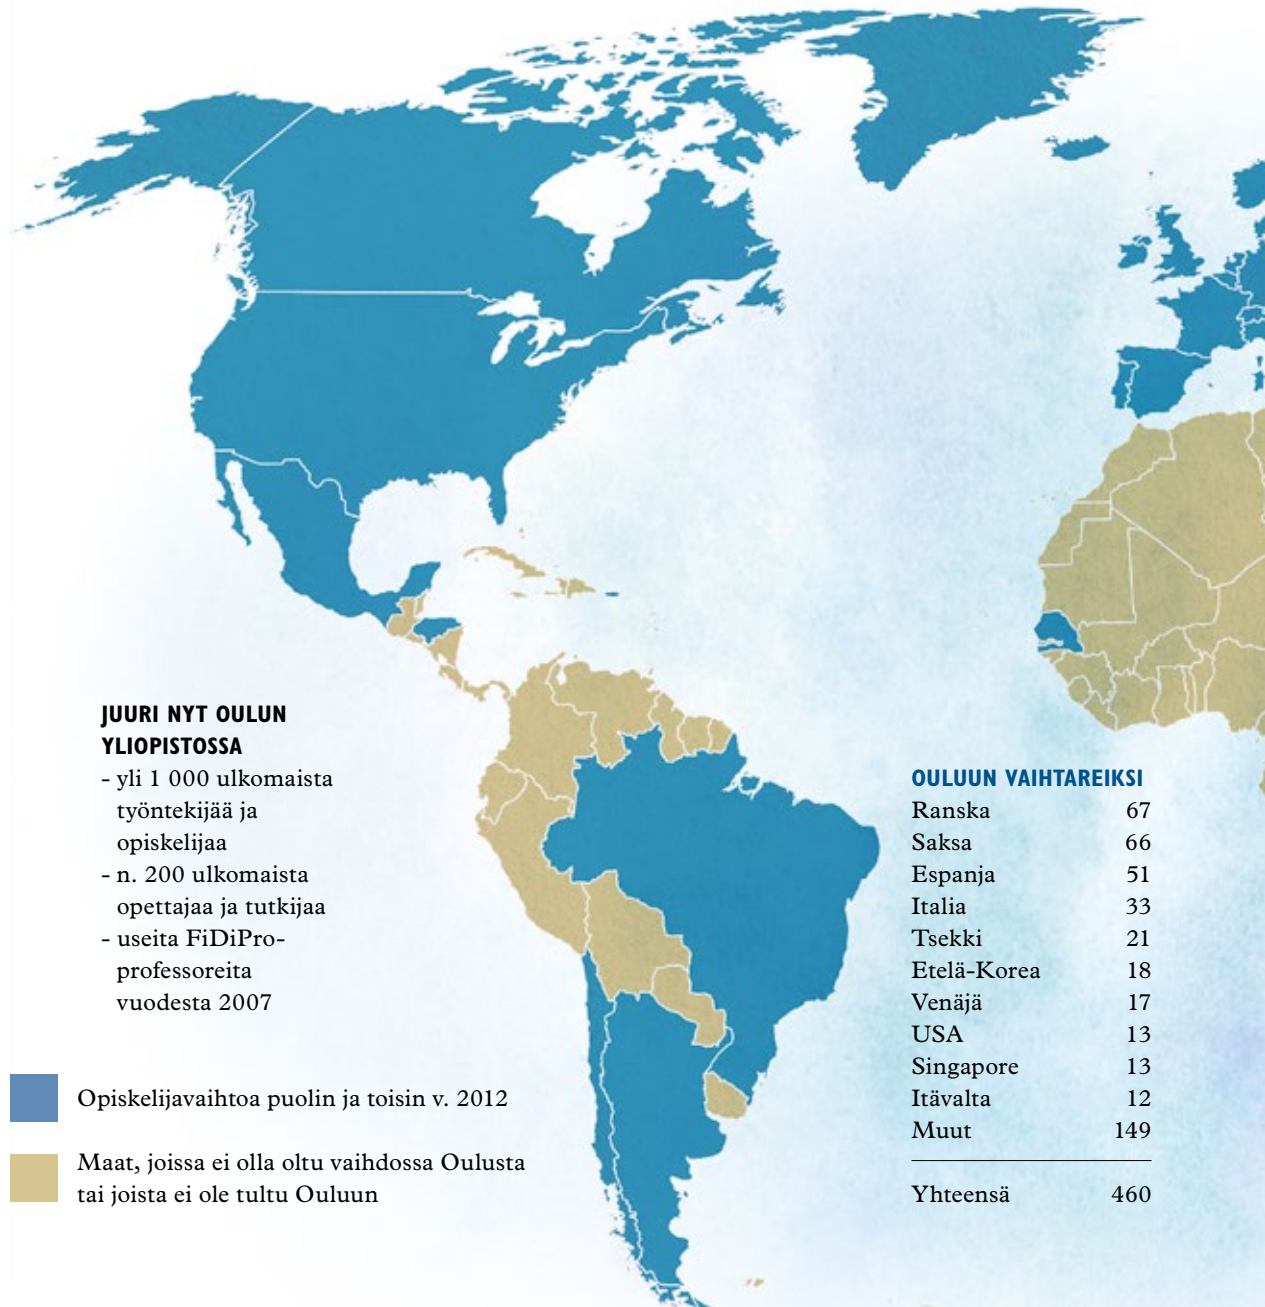 JUURI NYT OULUN
YLIOPISTOSSA
- yli 1 000 ulkomaista
työntekijää ja
opiskelijaa
- n. 200 ulkomaista
opettajaa ja tutkijaa
- useita FiDiPro-
professoreita
vuodesta 2007
Opiskelijavaihtoa puolin ja toisin v. 2012
Maat, joissa ei olla oltu vaihdossa Oulusta
tai joista ei ole tultu Ouluun
OULUUN VAIHTAREIKSI
Ranska 67
Saksa 66
Espanja 51
Italia 33
Tsekki 21
Etelä-Korea 18
Venäjä 17
USA 13
Singapore 13
Itävalta 12
Muut 149
Yhteensä 460